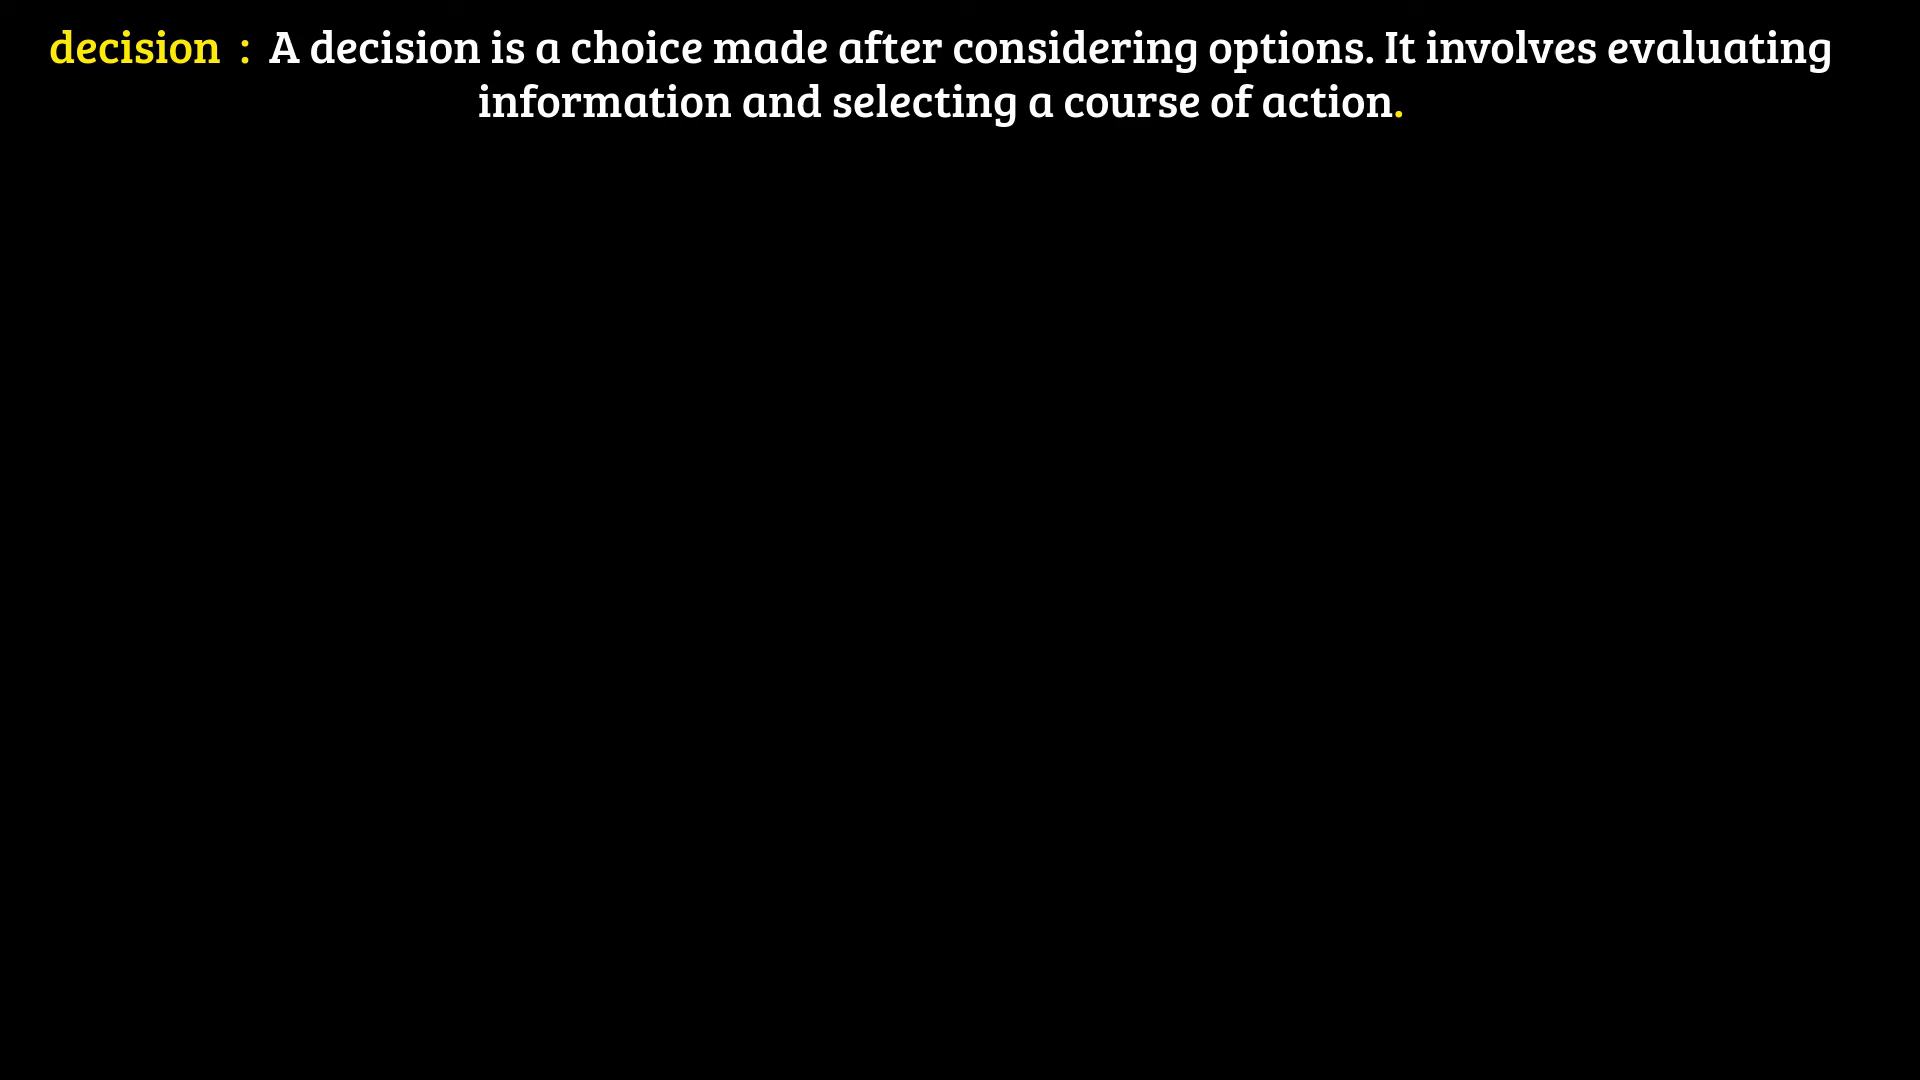 decision : A decision is a choice made after considering options. It involves evaluating
information and selecting a course of action.